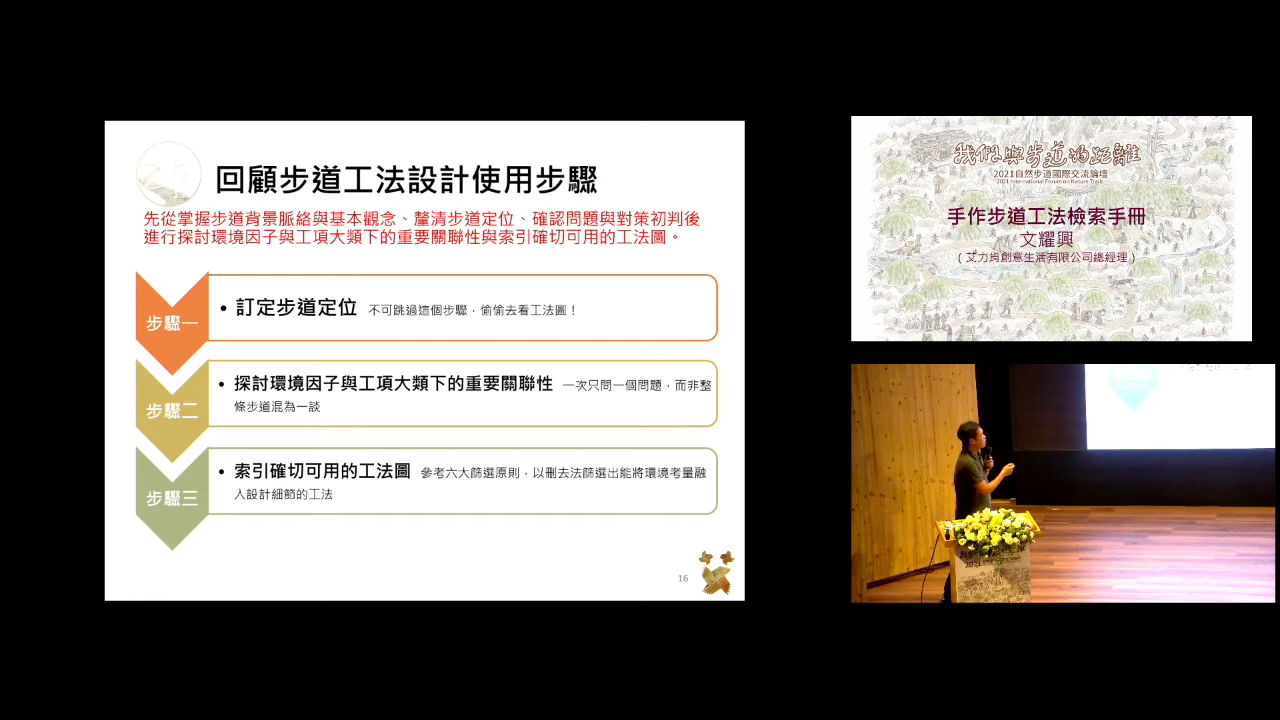 回顧步道工法設計使用步驟
先從掌握步道背景脈絡與基本觀念、釐清步道定位、確認問題與對策初判後
進行探討環境因子與工項大類下的重要關聯性與索引確切可用的工法圖。
步驟一
• 訂定步道定位 不可跳過這個步驟，偷偷去看工法圖！
步驟二
• 探討環境因子與工項大類下的重要關聯性 一次只問一個問題，而非整
條步道混為一談
步驟三
• 索引確切可用的工法圖 參考六大篩選原則，以刪去法篩選出能將環境考量融
入設計細節的工法
16
我們與步道的距離
2021自然步道國際交流論壇
2021 International Forum on Nature Trails
手作步道工法檢索手冊
文耀興
（艾力肯創意生活有限公司總經理）
2021